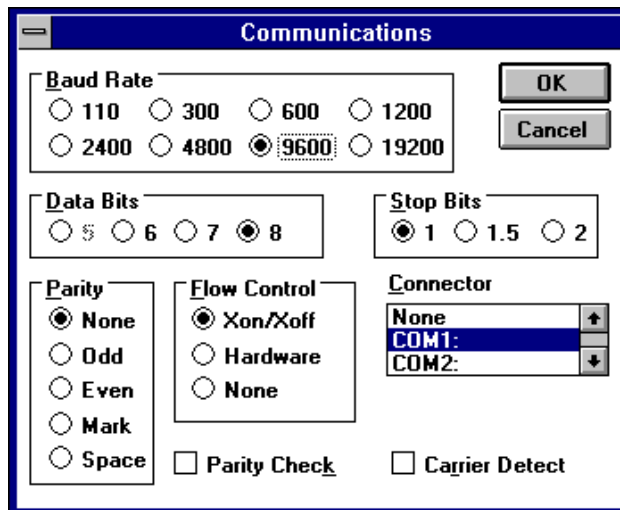 Communications
Baud Rate
110 300 600 1200
2400 4800 9600 19200
OK
Cancel
Data Bits
5 6 7 8
Stop Bits
1 1.5 2
Parity
None
Odd
Even
Mark
Space
Flow Control
Xon/Xoff
Hardware
None
Connector
None
COM1:
COM2:
Parity Check
Carrier Detect